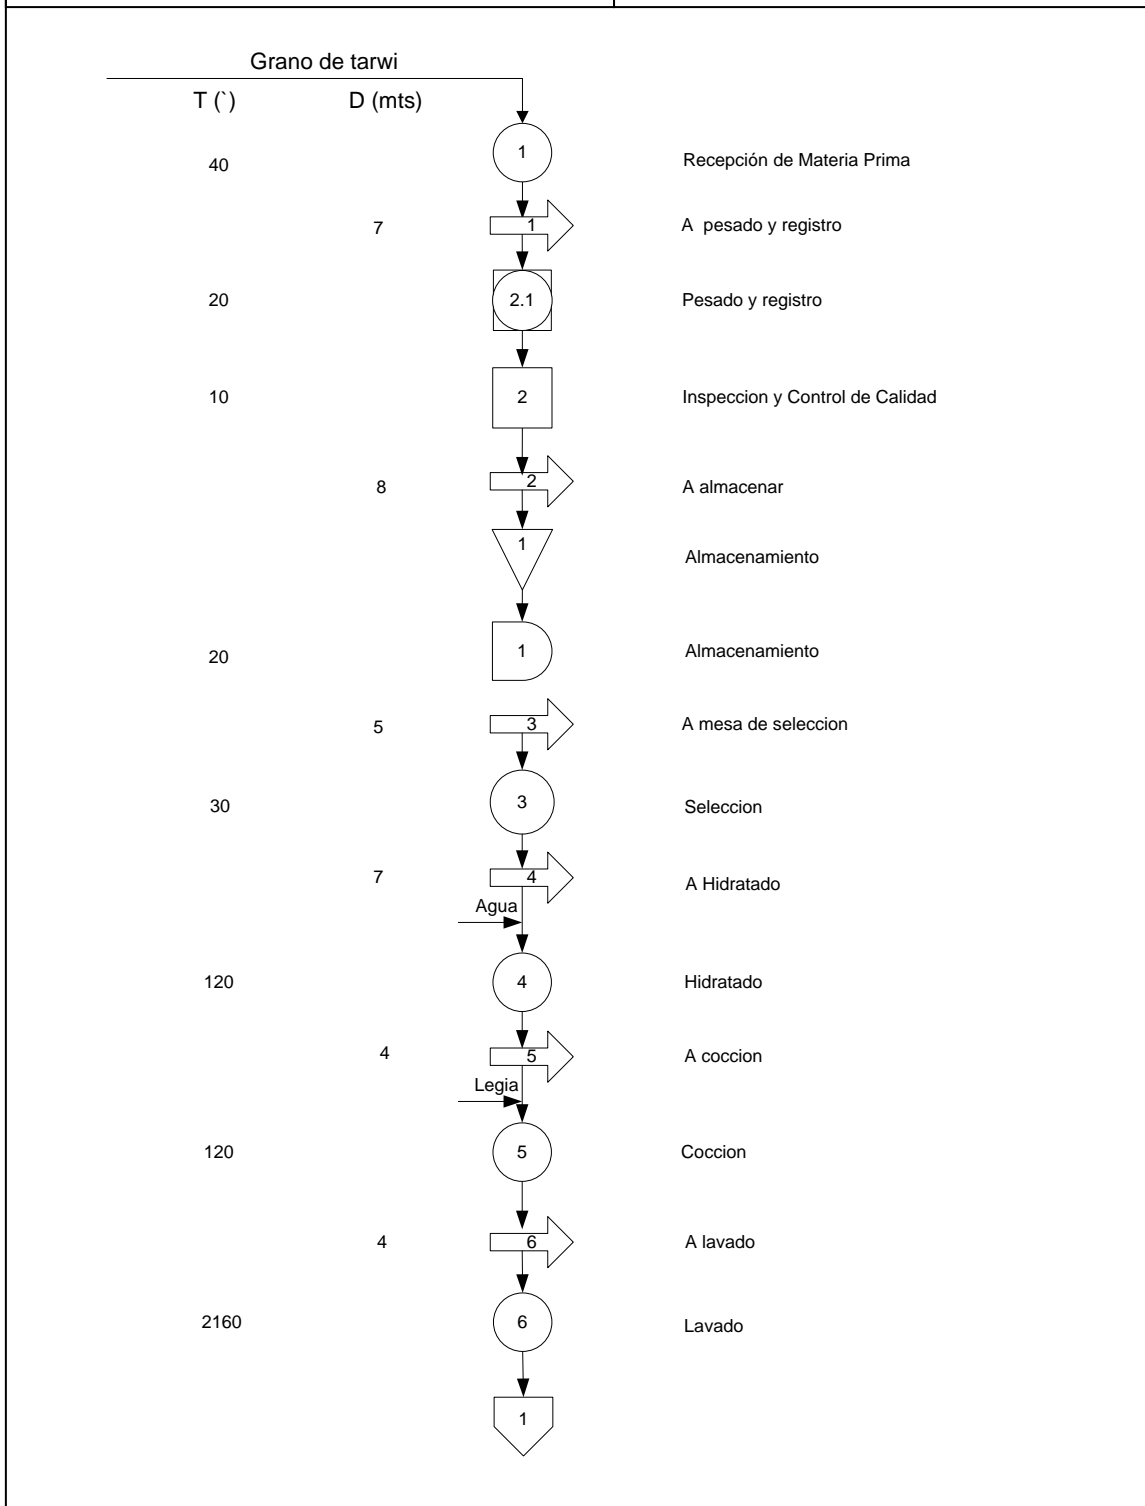 Grano de tarwi
T (`) D (mts)
40 1 Recepción de Materia Prima
7 1 A pesado y registro
20 2.1 Pesado y registro
10 2 Inspeccion y Control de Calidad
8 2 A almacenar
1 Almacenamiento
20 1 Almacenamiento
5 3 A mesa de seleccion
30 3 Seleccion
7 4 A Hidratado
Agua
120 4 Hidratado
4 5 A coccion
Legia
120 5 Coccion
4 6 A lavado
2160 6 Lavado
1